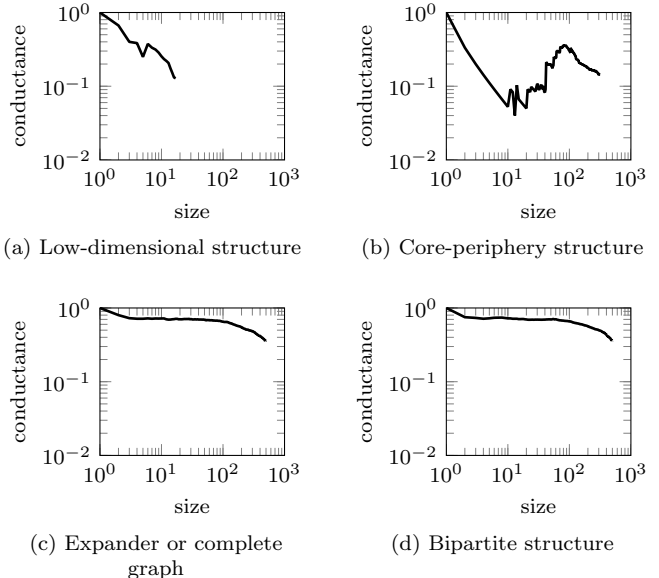 10^0
10^-1
10^-2
10^0 10^1 10^2 10^3
size
conductance
(a) Low-dimensional structure
10^0
10^-1
10^-2
10^0 10^1 10^2 10^3
size
conductance
(b) Core-periphery structure
10^0
10^-1
10^-2
10^0 10^1 10^2 10^3
size
conductance
(c) Expander or complete
graph
10^0
10^-1
10^-2
10^0 10^1 10^2 10^3
size
conductance
(d) Bipartite structure